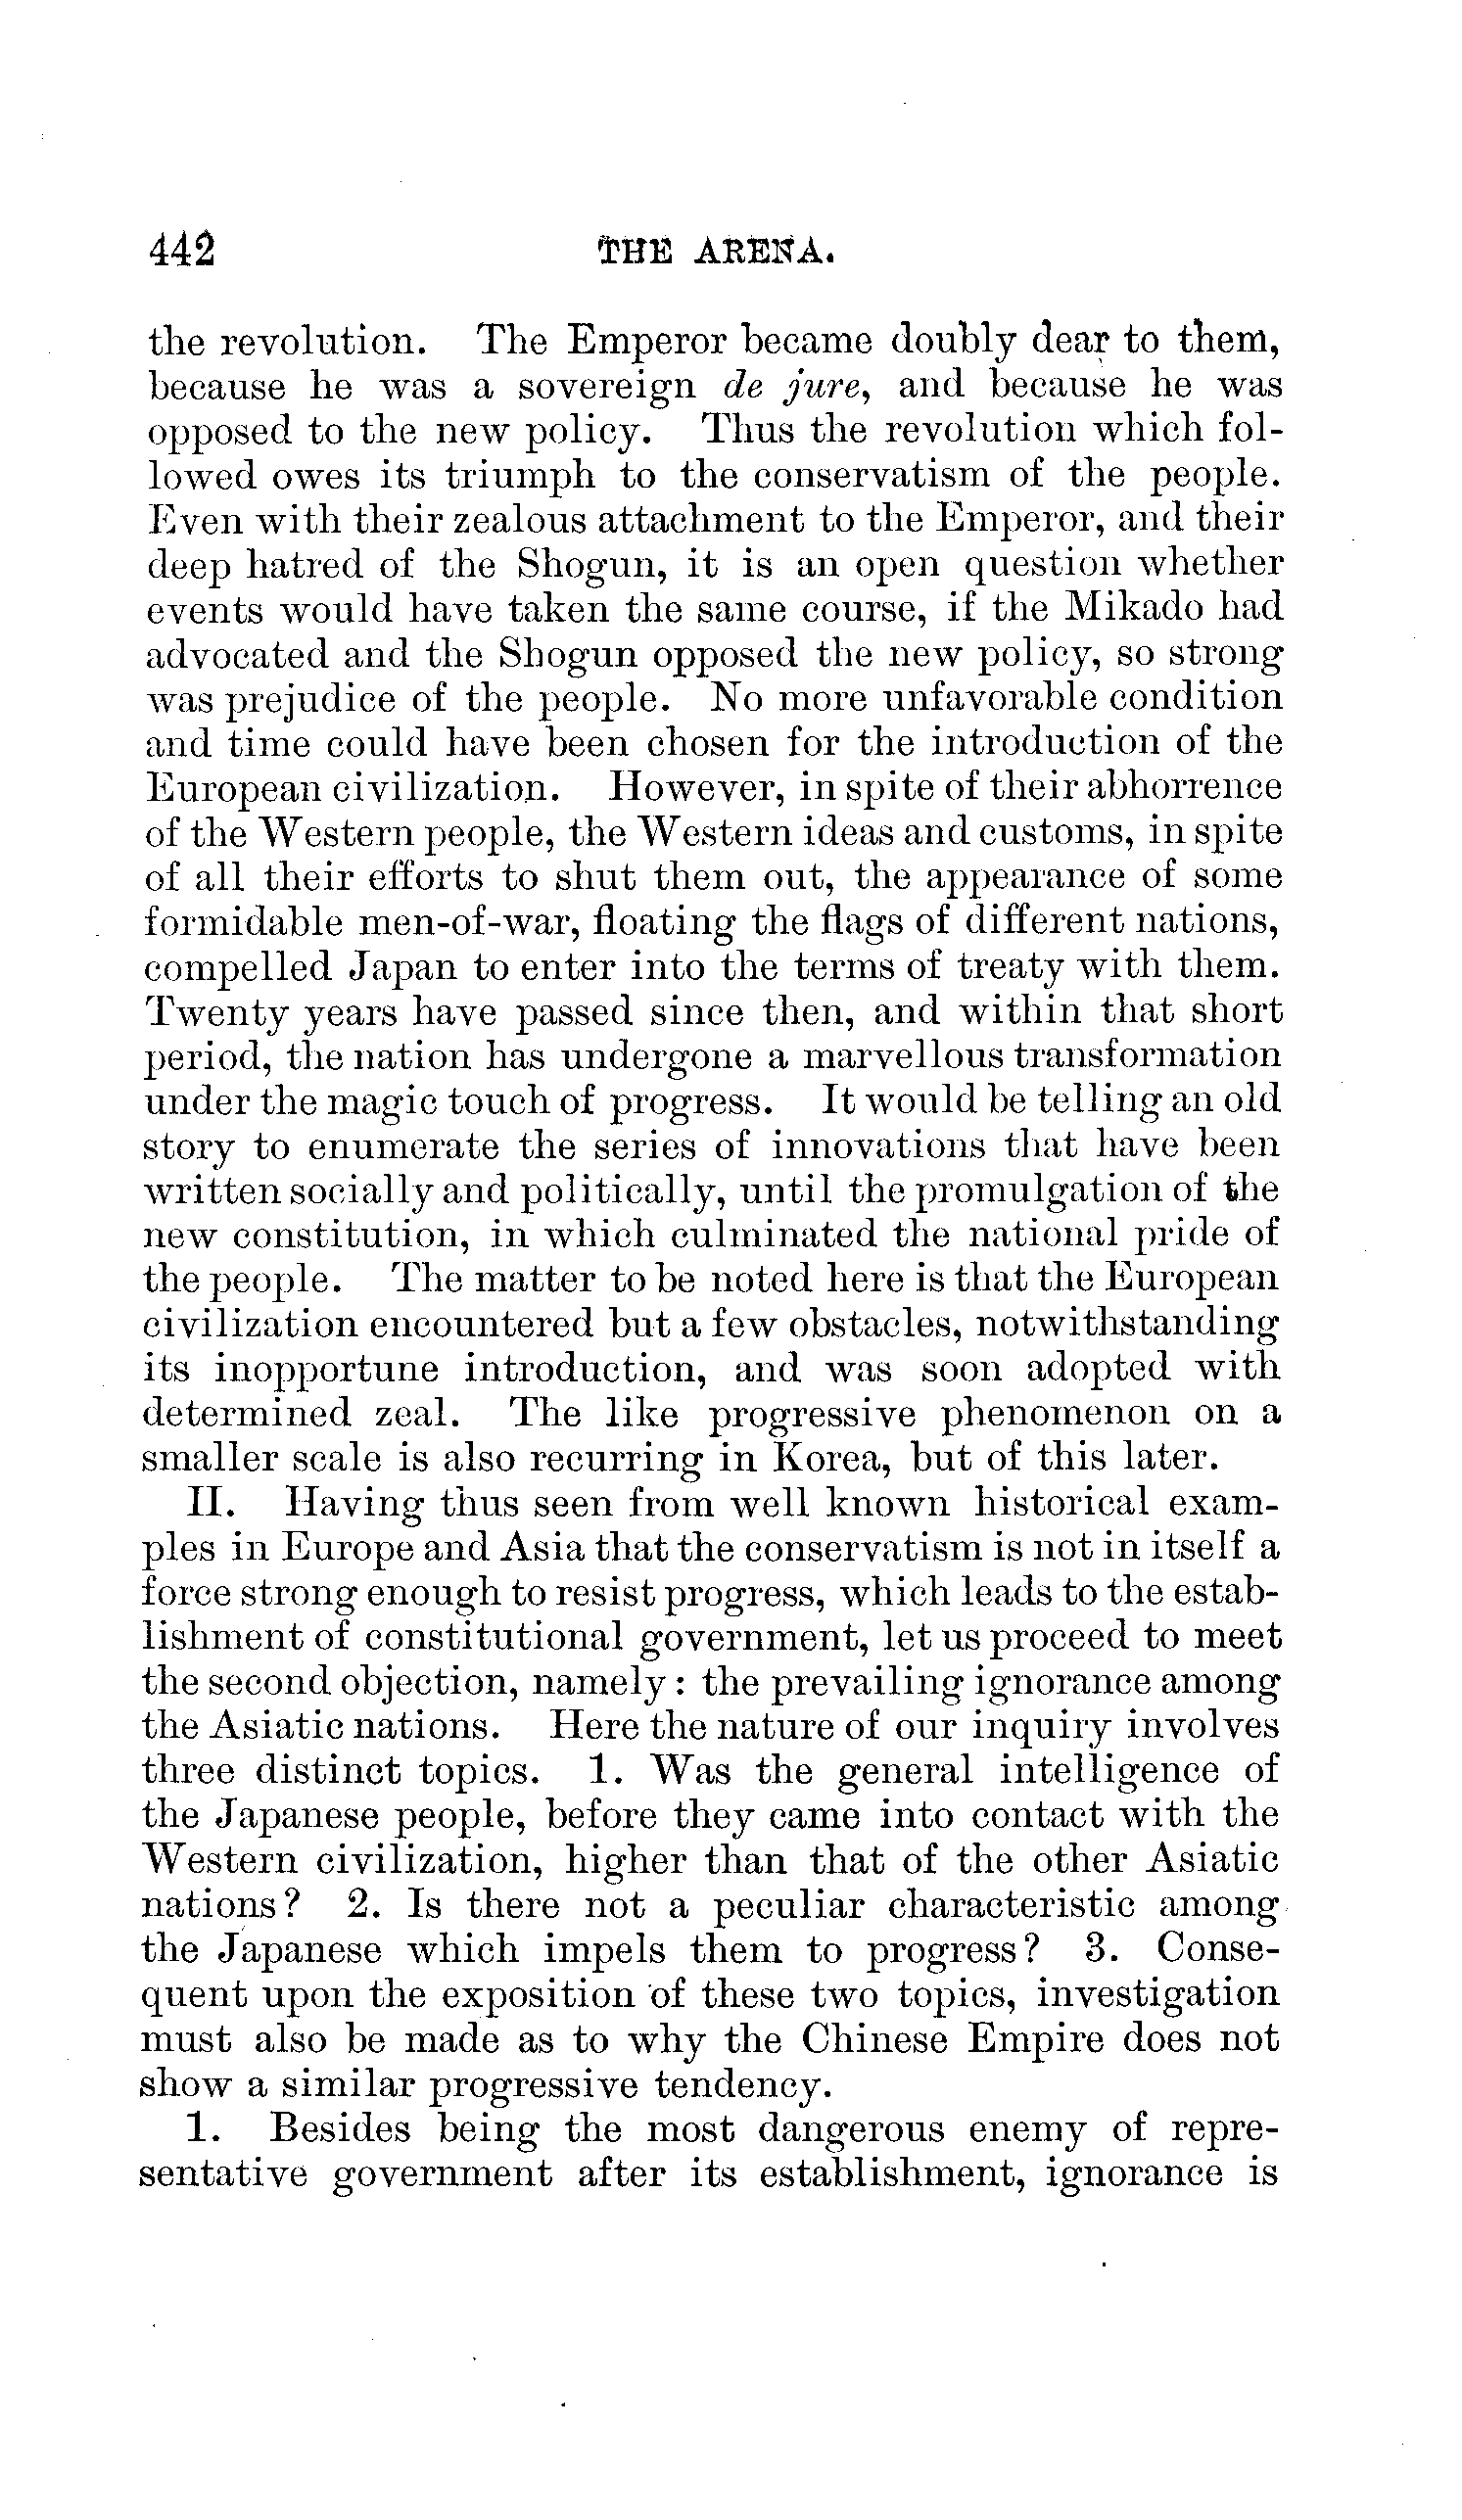 442 THE ARENA.
the revolution. The Emperor became doubly dear to them,
because he was a sovereign de jure, and because he was
opposed to the new policy. Thus the revolution which fol-
lowed owes its triumph to the conservatism of the people.
Even with their zealous attachment to the Emperor, and their
deep hatred of the Shogun, it is an open question whether
events would have taken the same course, if the Mikado had
advocated and the Shogun opposed the new policy, so strong
was prejudice of the people. No more unfavorable condition
and time could have been chosen for the introduction of the
European civilization. However, in spite of their abhorrence
of the Western people, the Western ideas and customs, in spite
of all their efforts to shut them out, the appearance of some
formidable men-of-war, floating the flags of different nations,
compelled Japan to enter into the terms of treaty with them.
Twenty years have passed since then, and within that short
period, the nation has undergone a marvellous transformation
under the magic touch of progress. It would be telling an old
story to enumerate the series of innovations that have been
written socially and politically, until the promulgation of the
new constitution, in which culminated the national pride of
the people. The matter to be noted here is that the European
civilization encountered but a few obstacles, notwithstanding
its inopportune introduction, and was soon adopted with
determined zeal. The like progressive phenomenon on a
smaller scale is also recurring in Korea, but of this later.
II. Having thus seen from well known historical exam-
ples in Europe and Asia that the conservatism is not in itself a
force strong enough to resist progress, which leads to the estab-
lishment of constitutional government, let us proceed to meet
the second objection, namely: the prevailing ignorance among
the Asiatic nations. Here the nature of our inquiry involves
three distinct topics. 1. Was the general intelligence of
the Japanese people, before they came into contact with the
Western civilization, higher than that of the other Asiatic
nations? 2. Is there not a peculiar characteristic among
the Japanese which impels them to progress? 3. Conse-
quent upon the exposition of these two topics, investigation
must also be made as to why the Chinese Empire does not
show a similar progressive tendency.
1. Besides being the most dangerous enemy of repre-
sentative government after its establishment, ignorance is